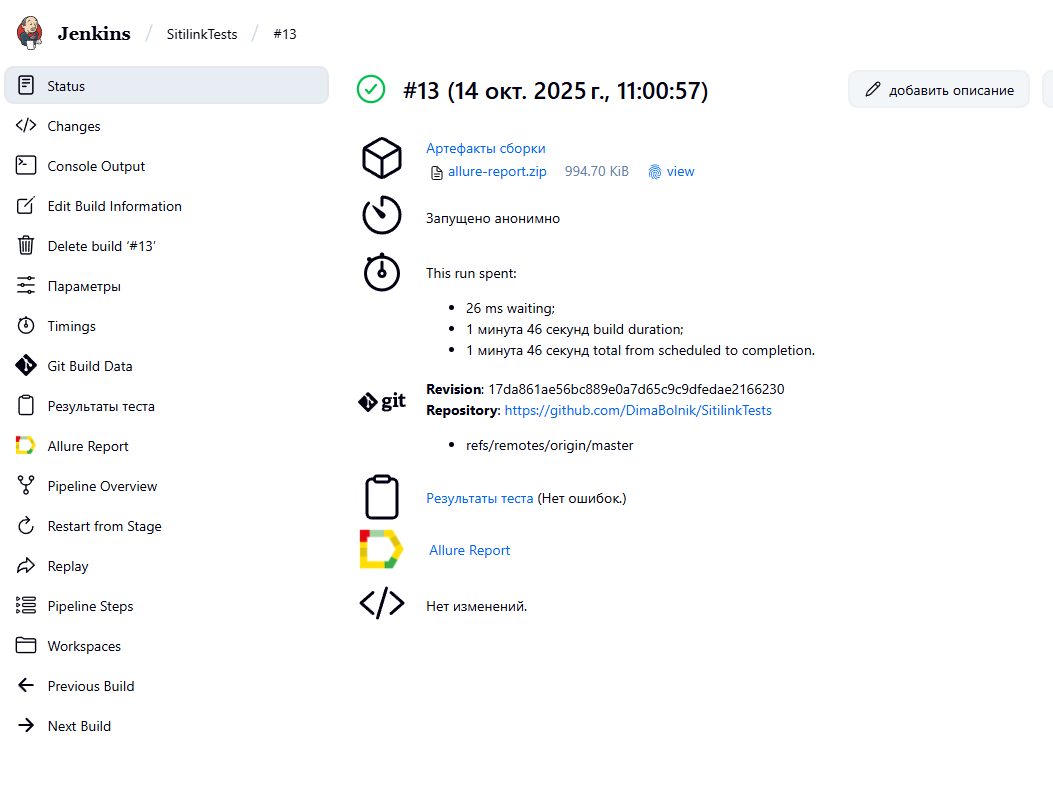 Jenkins / SitilinkTests / #13
Status
Changes
Console Output
Edit Build Information
Delete build ‘#13’
Параметры
Timings
Git Build Data
Результаты теста
Allure Report
Pipeline Overview
Restart from Stage
Replay
Pipeline Steps
Workspaces
Previous Build
Next Build
#13 (14 окт. 2025 г., 11:00:57)
добавить описание
Артефакты сборки
allure-report.zip 994.70 KiB view
Запущено анонимно
This run spent:
• 26 ms waiting;
• 1 минута 46 секунд build duration;
• 1 минута 46 секунд total from scheduled to completion.
git
Revision: 17da861ae56bc889e0a7d65c9c9dfedae2166230
Repository: https://github.com/DimaBolnik/SitilinkTests
• refs/remotes/origin/master
Результаты теста (Нет ошибок.)
Allure Report
Нет изменений.